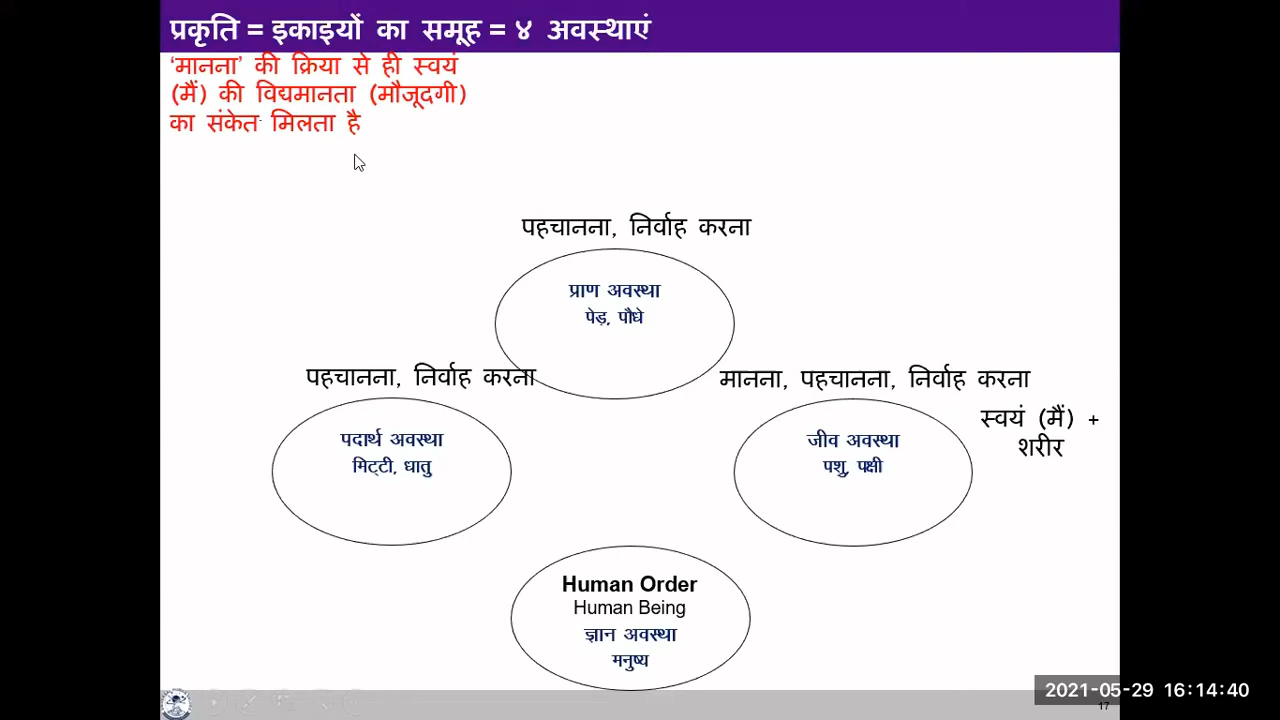 प्रकृति = इकाइयों का समूह = ४ अवस्थाएं
‘मानना’ की क्रिया से ही स्वयं
(मैं) की विद्यमानता (मौजूदगी)
का संकेत मिलता है
पहचानना, निर्वाह करना
प्राण अवस्था
पेड़, पौधे
पहचानना, निर्वाह करना
पदार्थ अवस्था
मिट्टी, धातु
मानना, पहचानना, निर्वाह करना
स्वयं (मैं) +
शरीर
जीव अवस्था
पशु, पक्षी
Human Order
Human Being
ज्ञान अवस्था
मनुष्य
2021-05-29 16:14:40
17